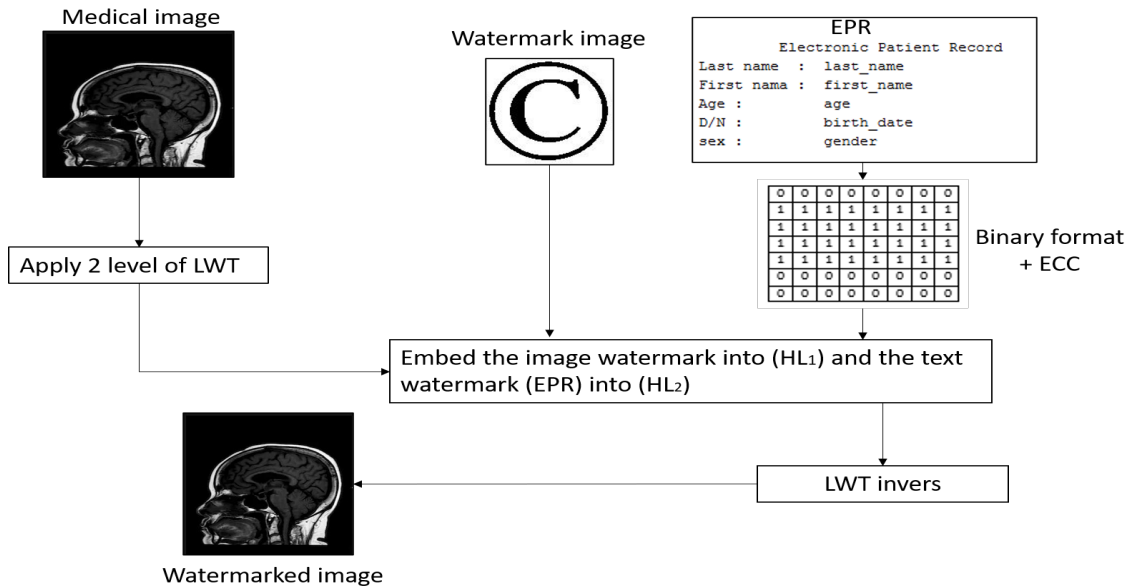 Medical image
Watermark image
C
EPR
Electronic Patient Record
Last name : last_name
First nama : first_name
Age : age
D/N : birth_date
sex : gender
0 0 0 0 0 0 0 0
1 1 1 1 1 1 1 1
1 1 1 1 1 1 1 1
1 1 1 1 1 1 1 1
1 1 1 1 1 1 1 1
0 0 0 0 0 0 0 0
0 0 0 0 0 0 0 0
Binary format
+ ECC
Apply 2 level of LWT
Embed the image watermark into (HL1) and the text
watermark (EPR) into (HL2)
LWT invers
Watermarked image